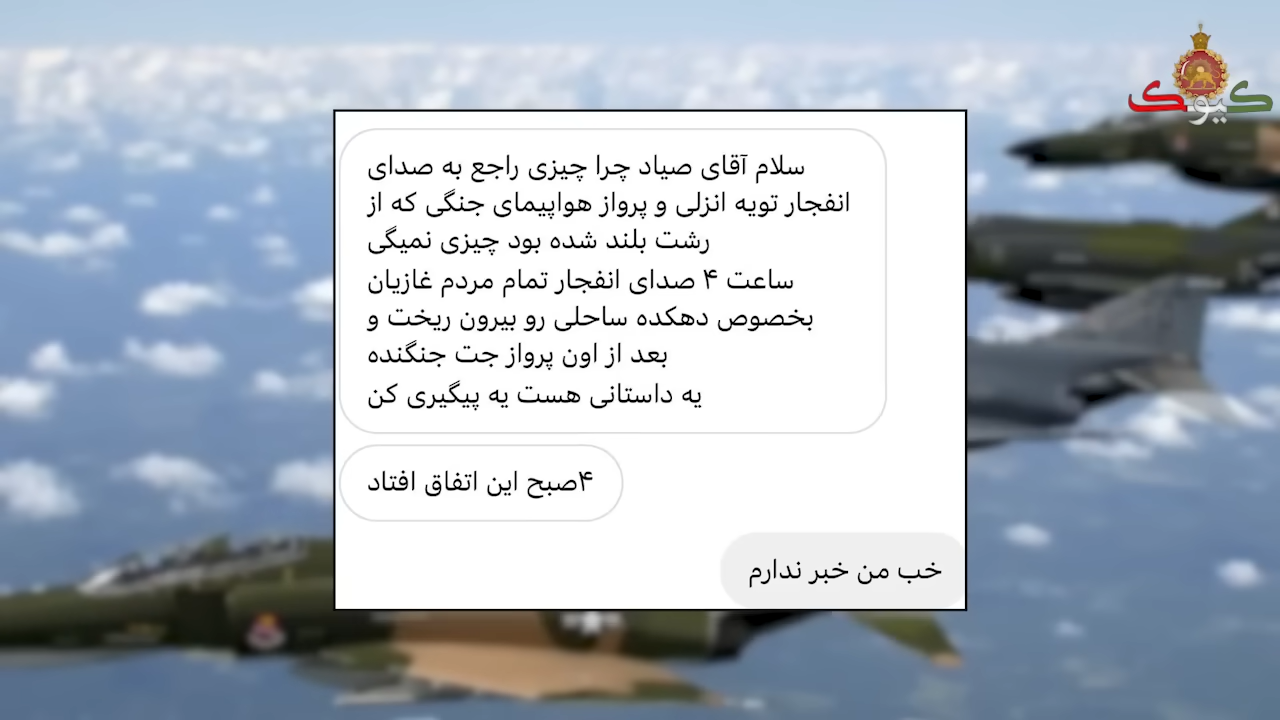 کیوک
سلام آقای صیاد چرا چیزی راجع به صدای
انفجار تویه انزلی و پرواز هواپیمای جنگی که از
رشت بلند شده بود چیزی نمیگی
ساعت ۴ صدای انفجار تمام مردم غازیان
بخصوص دهکده ساحلی رو بیرون ریخت و
بعد از اون پرواز جت جنگنده
یه داستانی هست یه پیگیری کن
۴صبح این اتفاق افتاد
خب من خبر ندارم